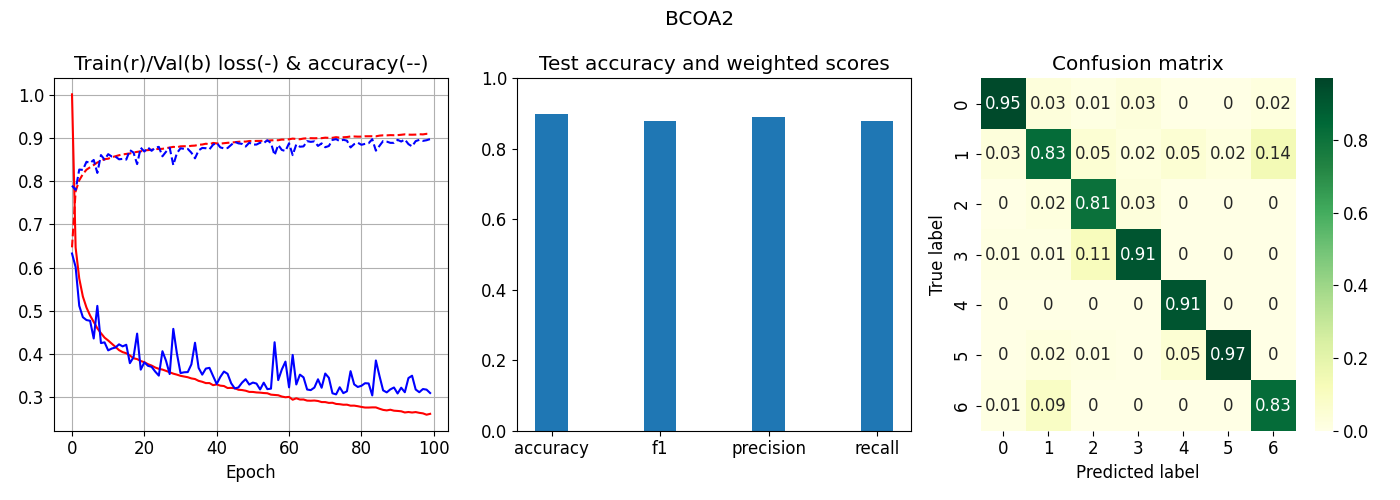 BCOA2
Train(r)/Val(b) loss(-) & accuracy(--)
1.0
0.9
0.8
0.7
0.6
0.5
0.4
0.3
0 20 40 60 80 100
Epoch
Test accuracy and weighted scores
1.0
0.8
0.6
0.4
0.2
0.0
accuracy f1 precision recall
Confusion matrix
True label
0 0.95 0.03 0.01 0.03 0 0 0.02
1 0.03 0.83 0.05 0.02 0.05 0.02 0.14
2 0 0.02 0.81 0.03 0 0 0
3 0.01 0.01 0.11 0.91 0 0 0
4 0 0 0 0 0.91 0 0
5 0 0.02 0.01 0 0.05 0.97 0
6 0.01 0.09 0 0 0 0 0.83
0 1 2 3 4 5 6
Predicted label
0.8
0.6
0.4
0.2
0.0